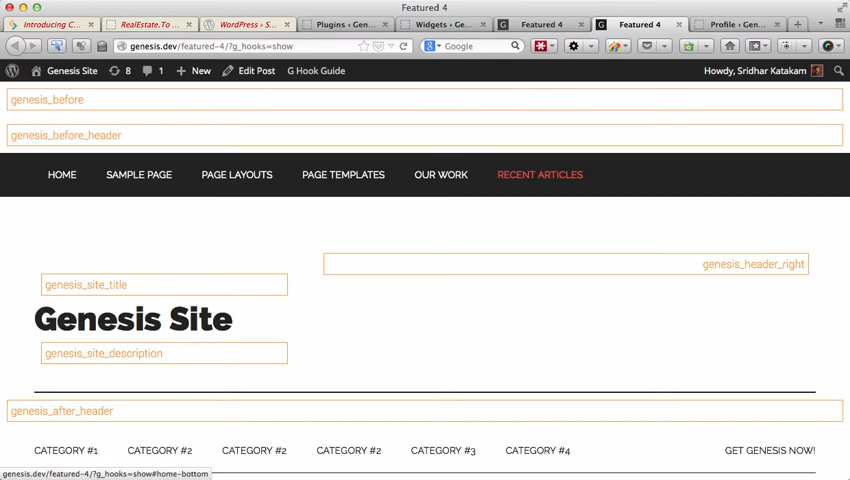 Featured 4
Introducing C...
RealEstate.To
WordPress › S...
Plugins ‹ Gen...
Widgets ‹ Ge...
Featured 4
Featured 4
Profile ‹ Gen...
genesis.dev/featured-4/?g_hooks=show
Google
Genesis Site
8
1
New
Edit Post
G Hook Guide
Howdy, Sridhar Katakam
genesis_before
genesis_before_header
HOME
SAMPLE PAGE
PAGE LAYOUTS
PAGE TEMPLATES
OUR WORK
RECENT ARTICLES
genesis_header_right
genesis_site_title
Genesis Site
genesis_site_description
genesis_after_header
CATEGORY #1
CATEGORY #2
CATEGORY #2
CATEGORY #2
CATEGORY #3
CATEGORY #4
GET GENESIS NOW!
genesis.dev/featured-4/?g_hooks=show#home-bottom